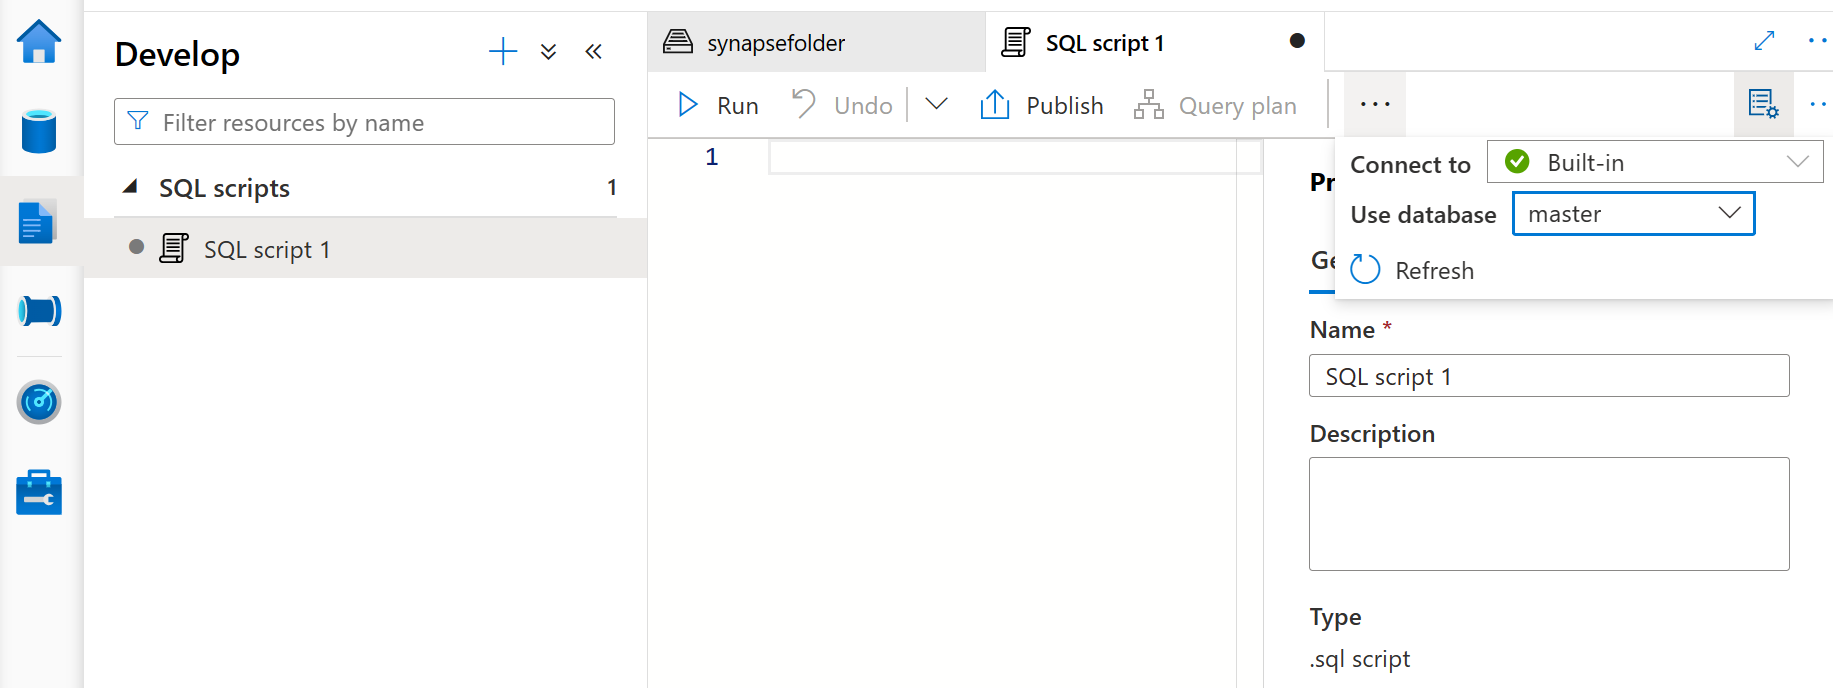 Develop
Filter resources by name
SQL scripts 1
SQL script 1
synapsefolder
SQL script 1
Run
Undo
Publish
Query plan
1
Connect to Built-in
Use database master
Refresh
Pr
Ge
Name *
SQL script 1
Description
Type
.sql script